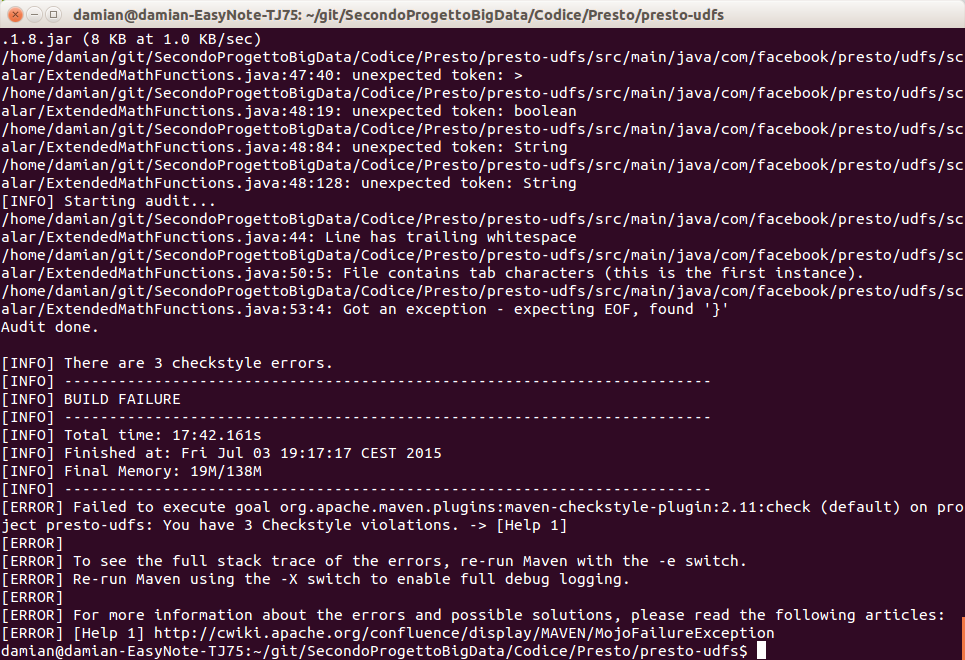 damian@damian-EasyNote-TJ75: ~/git/SecondoProgettoBigData/Codice/Presto/presto-udfs
.1.8.jar (8 KB at 1.0 KB/sec)
/home/damian/git/SecondoProgettoBigData/Codice/Presto/presto-udfs/src/main/java/com/facebook/presto/udfs/sc
alar/ExtendedMathFunctions.java:47:40: unexpected token: >
/home/damian/git/SecondoProgettoBigData/Codice/Presto/presto-udfs/src/main/java/com/facebook/presto/udfs/sc
alar/ExtendedMathFunctions.java:48:19: unexpected token: boolean
/home/damian/git/SecondoProgettoBigData/Codice/Presto/presto-udfs/src/main/java/com/facebook/presto/udfs/sc
alar/ExtendedMathFunctions.java:48:84: unexpected token: String
/home/damian/git/SecondoProgettoBigData/Codice/Presto/presto-udfs/src/main/java/com/facebook/presto/udfs/sc
alar/ExtendedMathFunctions.java:48:128: unexpected token: String
[INFO] Starting audit...
/home/damian/git/SecondoProgettoBigData/Codice/Presto/presto-udfs/src/main/java/com/facebook/presto/udfs/sc
alar/ExtendedMathFunctions.java:44: Line has trailing whitespace
/home/damian/git/SecondoProgettoBigData/Codice/Presto/presto-udfs/src/main/java/com/facebook/presto/udfs/sc
alar/ExtendedMathFunctions.java:50:5: File contains tab characters (this is the first instance).
/home/damian/git/SecondoProgettoBigData/Codice/Presto/presto-udfs/src/main/java/com/facebook/presto/udfs/sc
alar/ExtendedMathFunctions.java:53:4: Got an exception - expecting EOF, found '}'
Audit done.
[INFO] There are 3 checkstyle errors.
[INFO] ------------------------------------------------------------------------
[INFO] BUILD FAILURE
[INFO] ------------------------------------------------------------------------
[INFO] Total time: 17:42.161s
[INFO] Finished at: Fri Jul 03 19:17:17 CEST 2015
[INFO] Final Memory: 19M/138M
[INFO] ------------------------------------------------------------------------
[ERROR] Failed to execute goal org.apache.maven.plugins:maven-checkstyle-plugin:2.11:check (default) on pro
ject presto-udfs: You have 3 Checkstyle violations. -> [Help 1]
[ERROR]
[ERROR] To see the full stack trace of the errors, re-run Maven with the -e switch.
[ERROR] Re-run Maven using the -X switch to enable full debug logging.
[ERROR]
[ERROR] For more information about the errors and possible solutions, please read the following articles:
[ERROR] [Help 1] http://cwiki.apache.org/confluence/display/MAVEN/MojoFailureException
damian@damian-EasyNote-TJ75:~/git/SecondoProgettoBigData/Codice/Presto/presto-udfs$